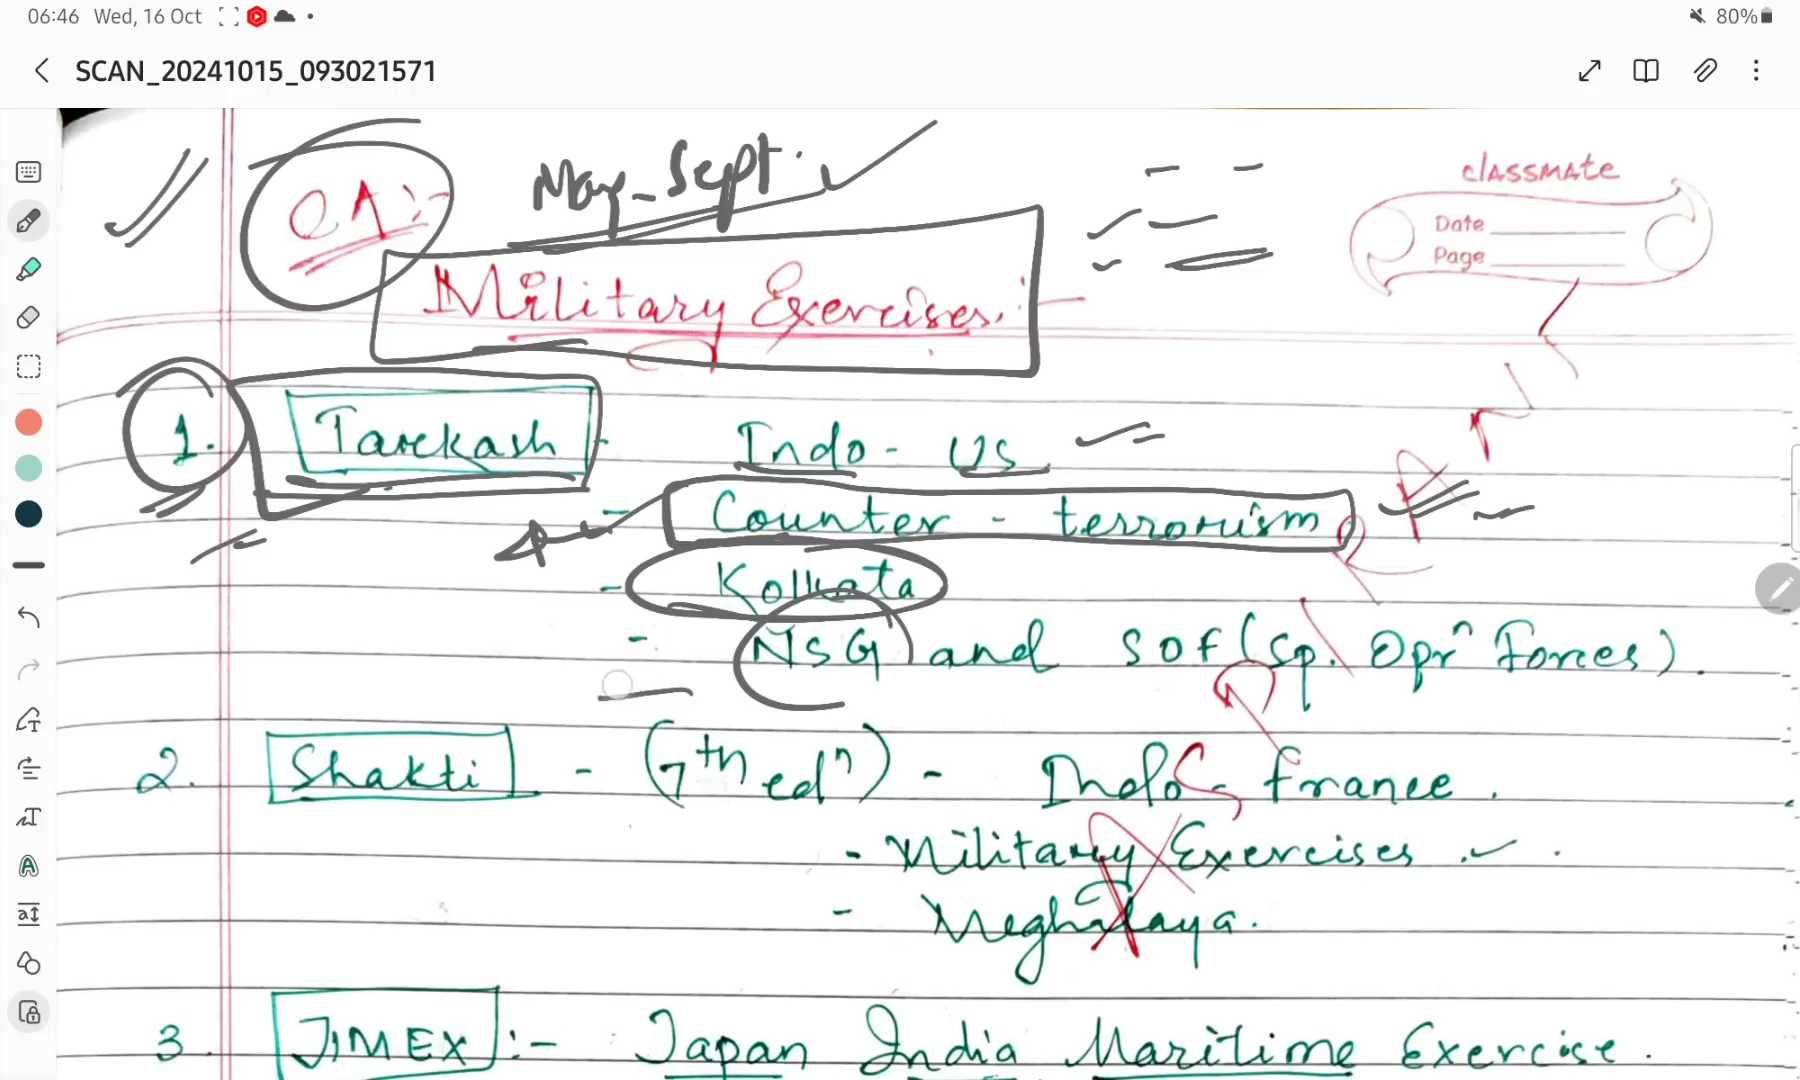 06:46 Wed, 16 Oct
80%
SCAN_20241015_093021571
May-Sept.
classmate
Date
Page
CA:-
Military Exercises:-
1. Tarkash - Indo - US
- Counter - terrorism
- Kolkata
- NSG and SOF (Sp. Oprⁿ Forces).
2. Shakti - (7th edⁿ) - Indo - France.
- Military Exercises.
- Meghalaya.
3. JIMEX :- Japan India Maritime Exercise.